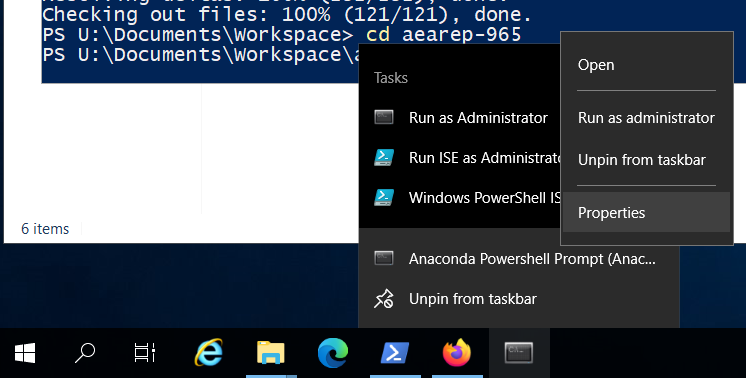 Checking out files: 100% (121/121), done.
PS U:\Documents\Workspace> cd aearep-965
PS U:\Documents\Workspace\a
Tasks
Run as Administrator
Run ISE as Administrato
Windows PowerShell IS
Anaconda Powershell Prompt (Anac...
Unpin from taskbar
Open
Run as administrator
Unpin from taskbar
Properties
6 items